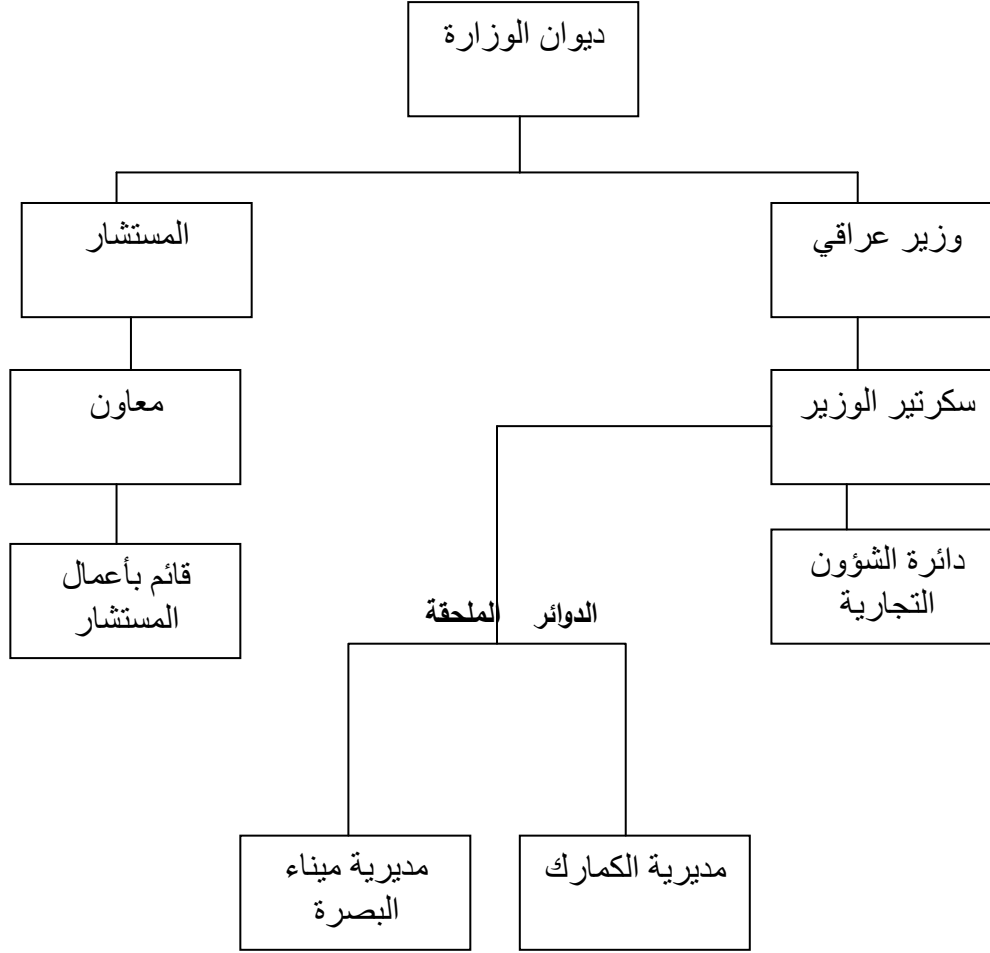 ديوان الوزارة
وزير عراقي
المستشار
سكرتير الوزير
معاون
دائرة الشؤون
التجارية
قائم بأعمال
المستشار
الدوائر الملحقة
مديرية الكمارك
مديرية ميناء
البصرة